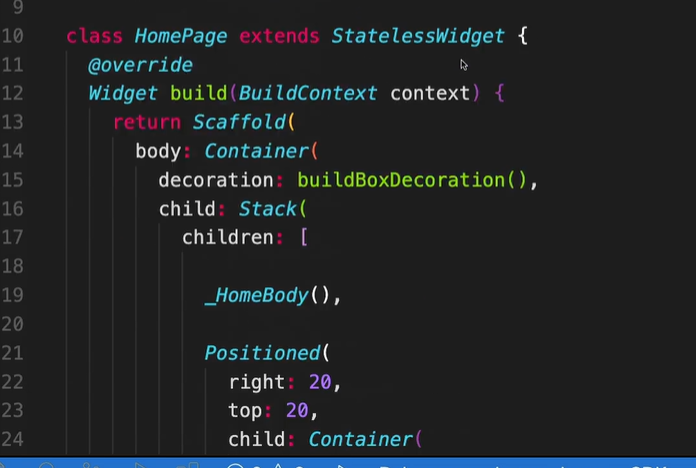 9
10 class HomePage extends StatelessWidget {
11 @override
12 Widget build(BuildContext context) {
13 return Scaffold(
14 body: Container(
15 decoration: buildBoxDecoration(),
16 child: Stack(
17 children: [
18
19 _HomeBody(),
20
21 Positioned(
22 right: 20,
23 top: 20,
24 child: Container(